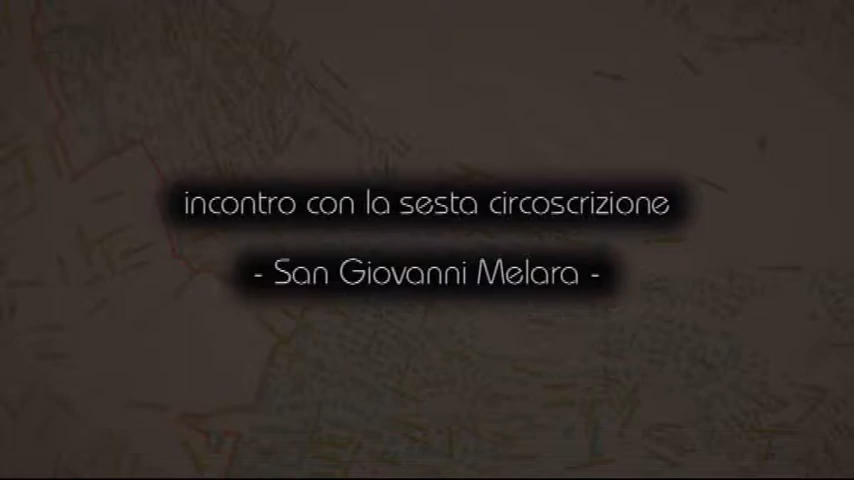 incontro con la sesta circoscrizione
- San Giovanni Melara -